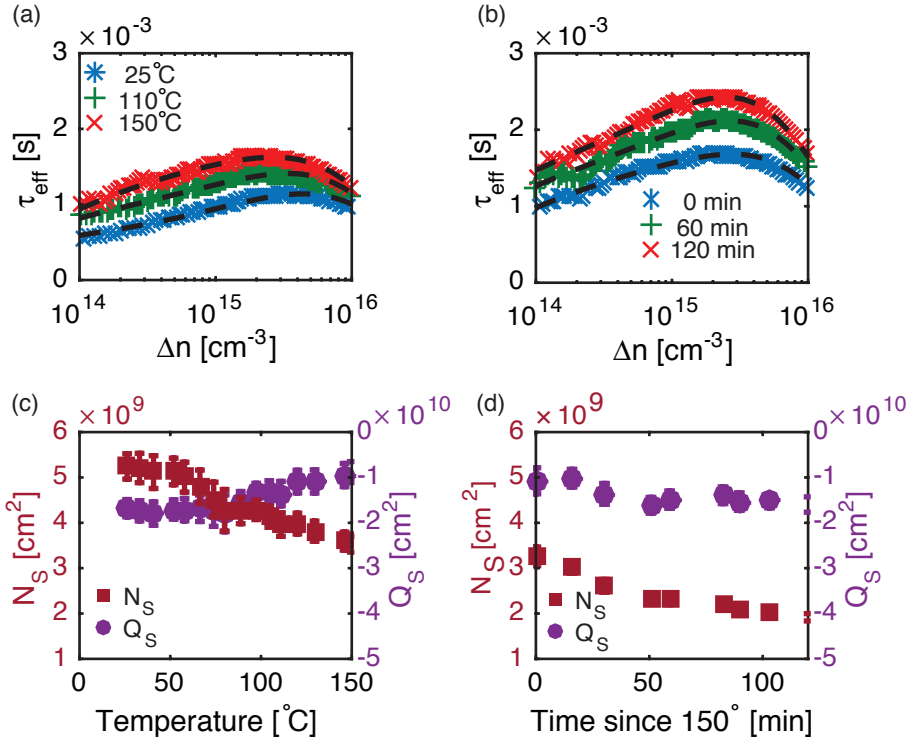 (a)
× 10⁻³
3
2
1
0
τ_eff [s]
25°C
110°C
150°C
10¹⁴
10¹⁵
10¹⁶
Δn [cm⁻³]
(b)
× 10⁻³
3
2
1
0
τ_eff [s]
0 min
60 min
120 min
10¹⁴
10¹⁵
10¹⁶
Δn [cm⁻³]
(c)
× 10⁹
6
5
4
3
2
1
N_S [cm²]
N_S
Q_S
× 10¹⁰
0
-1
-2
-3
-4
-5
Q_S [cm²]
0
50
100
150
Temperature [°C]
(d)
× 10⁹
6
5
4
3
2
1
N_S [cm²]
N_S
Q_S
× 10¹⁰
0
-1
-2
-3
-4
-5
Q_S [cm²]
0
50
100
Time since 150° [min]